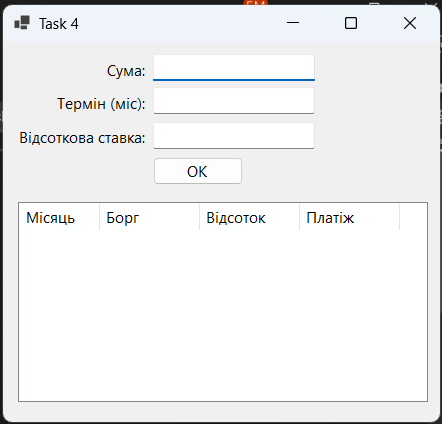 Task 4
Сума:
Термін (міс):
Відсоткова ставка:
OK
Місяць Борг Відсоток Платіж